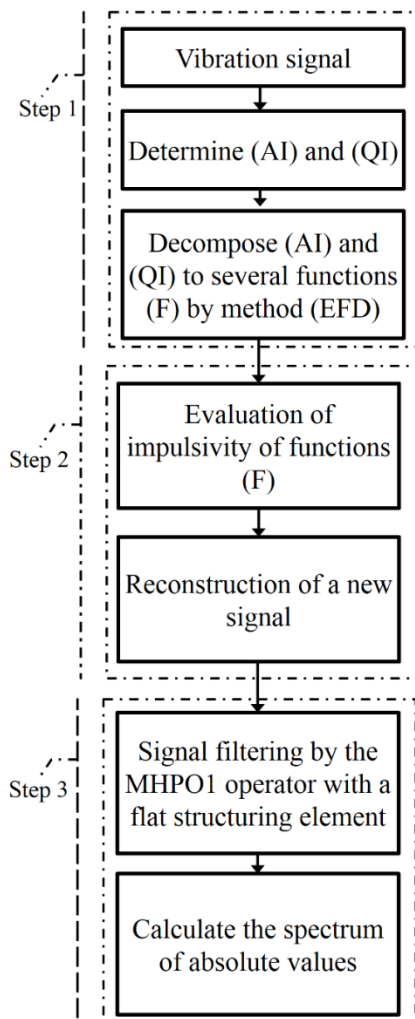 Vibration signal
Step 1
Determine (AI) and (QI)
Decompose (AI) and
(QI) to several functions
(F) by method (EFD)
Evaluation of
impulsivity of functions
(F)
Step 2
Reconstruction of a new
signal
Signal filtering by the
MHPO1 operator with a
flat structuring element
Step 3
Calculate the spectrum
of absolute values